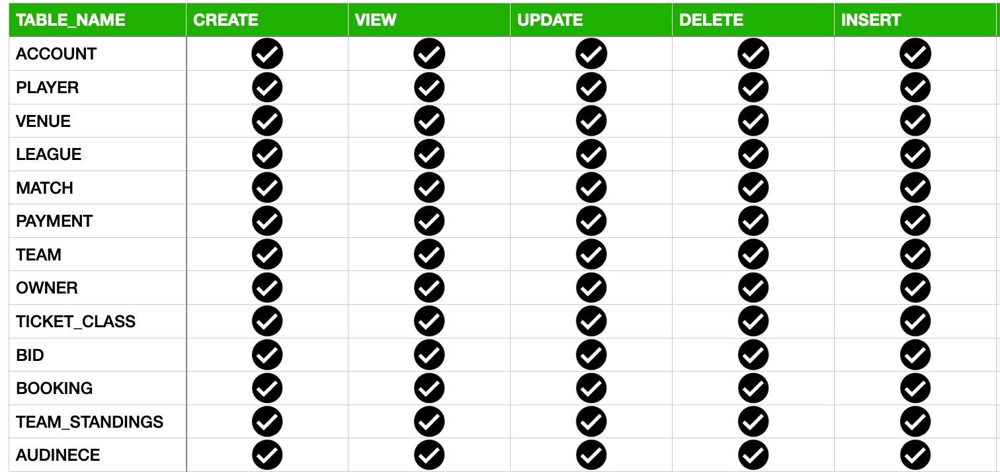 TABLE_NAME CREATE VIEW UPDATE DELETE INSERT
ACCOUNT
PLAYER
VENUE
LEAGUE
MATCH
PAYMENT
TEAM
OWNER
TICKET_CLASS
BID
BOOKING
TEAM_STANDINGS
AUDINECE